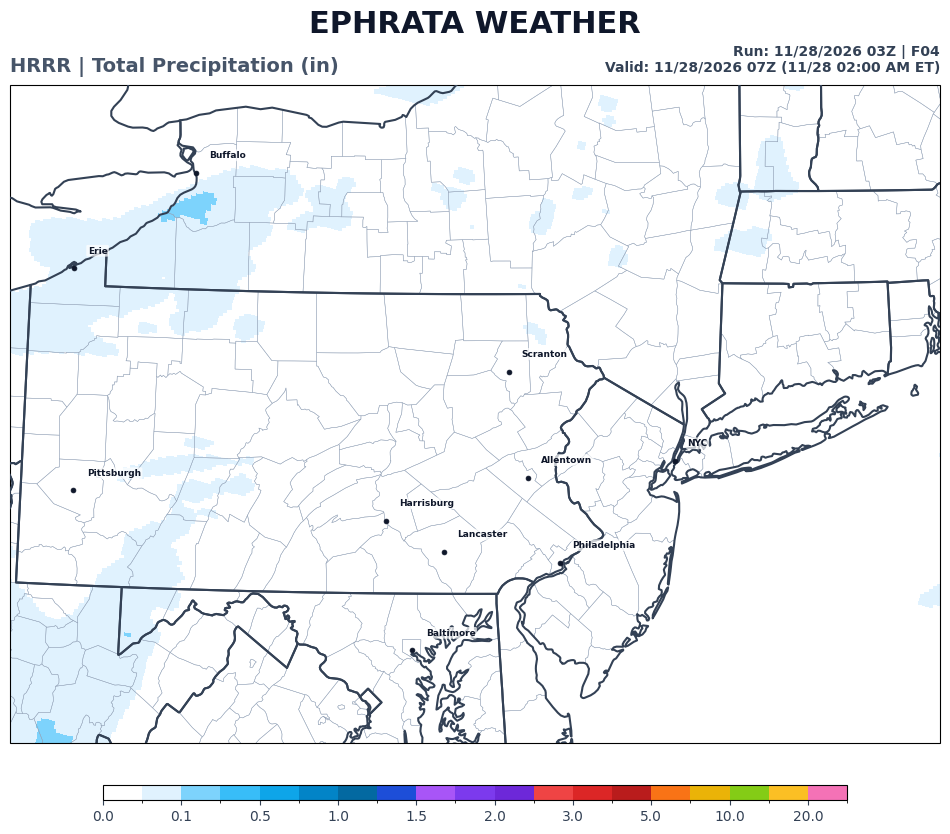 EPHRATA WEATHER
HRRR | Total Precipitation (in)
Run: 11/28/2026 03Z | F04
Valid: 11/28/2026 07Z (11/28 02:00 AM ET)
Buffalo
Erie
Scranton
NYC
Allentown
Pittsburgh
Harrisburg
Lancaster
Philadelphia
Baltimore
0.0 0.1 0.5 1.0 1.5 2.0 3.0 5.0 10.0 20.0